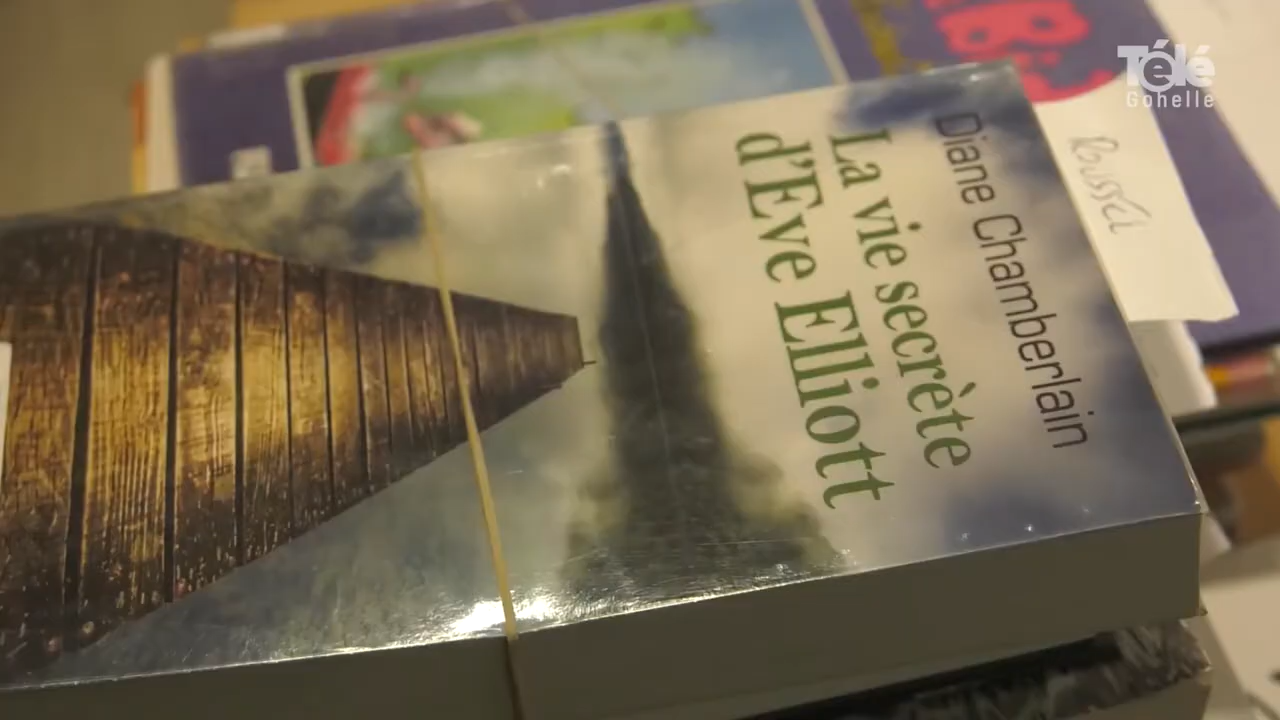 Télé
Gohelle
Diane Chamberlain
La vie secrète
d'Eve Elliott
Roussel